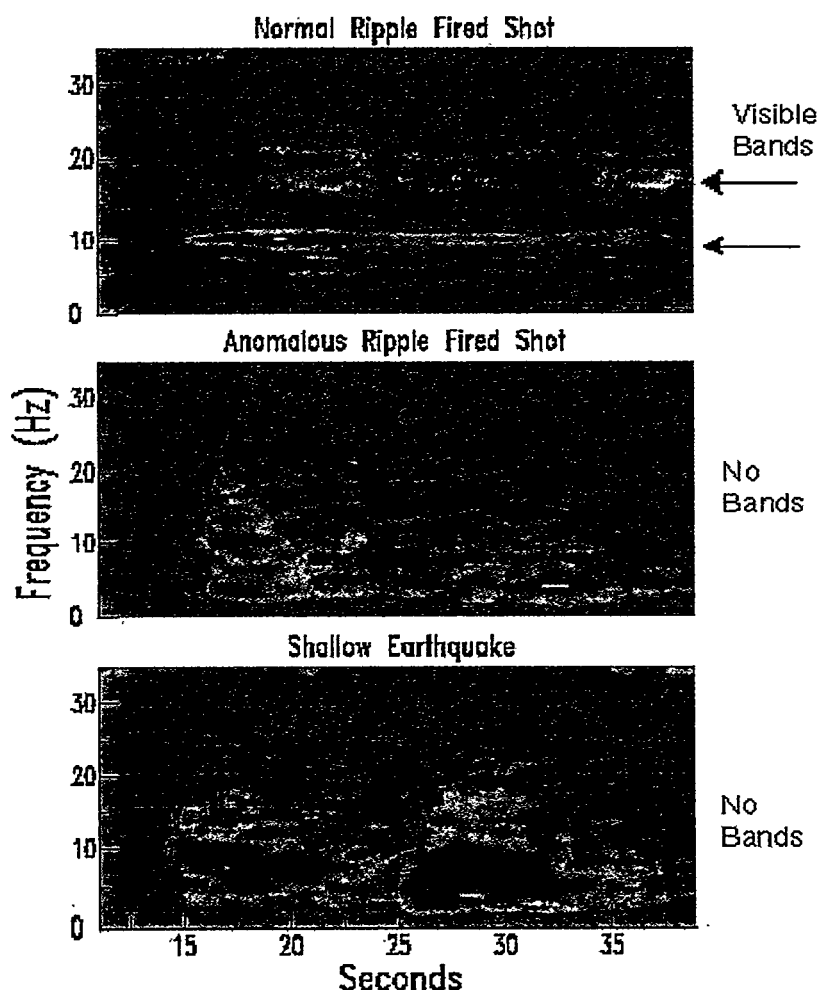 Normal Ripple Fired Shot
30
20
10
0
Visible
Bands
Anomalous Ripple Fired Shot
30
20
10
0
No
Bands
Frequency (Hz)
Shallow Earthquake
30
20
10
0
No
Bands
15
20
25
30
35
Seconds